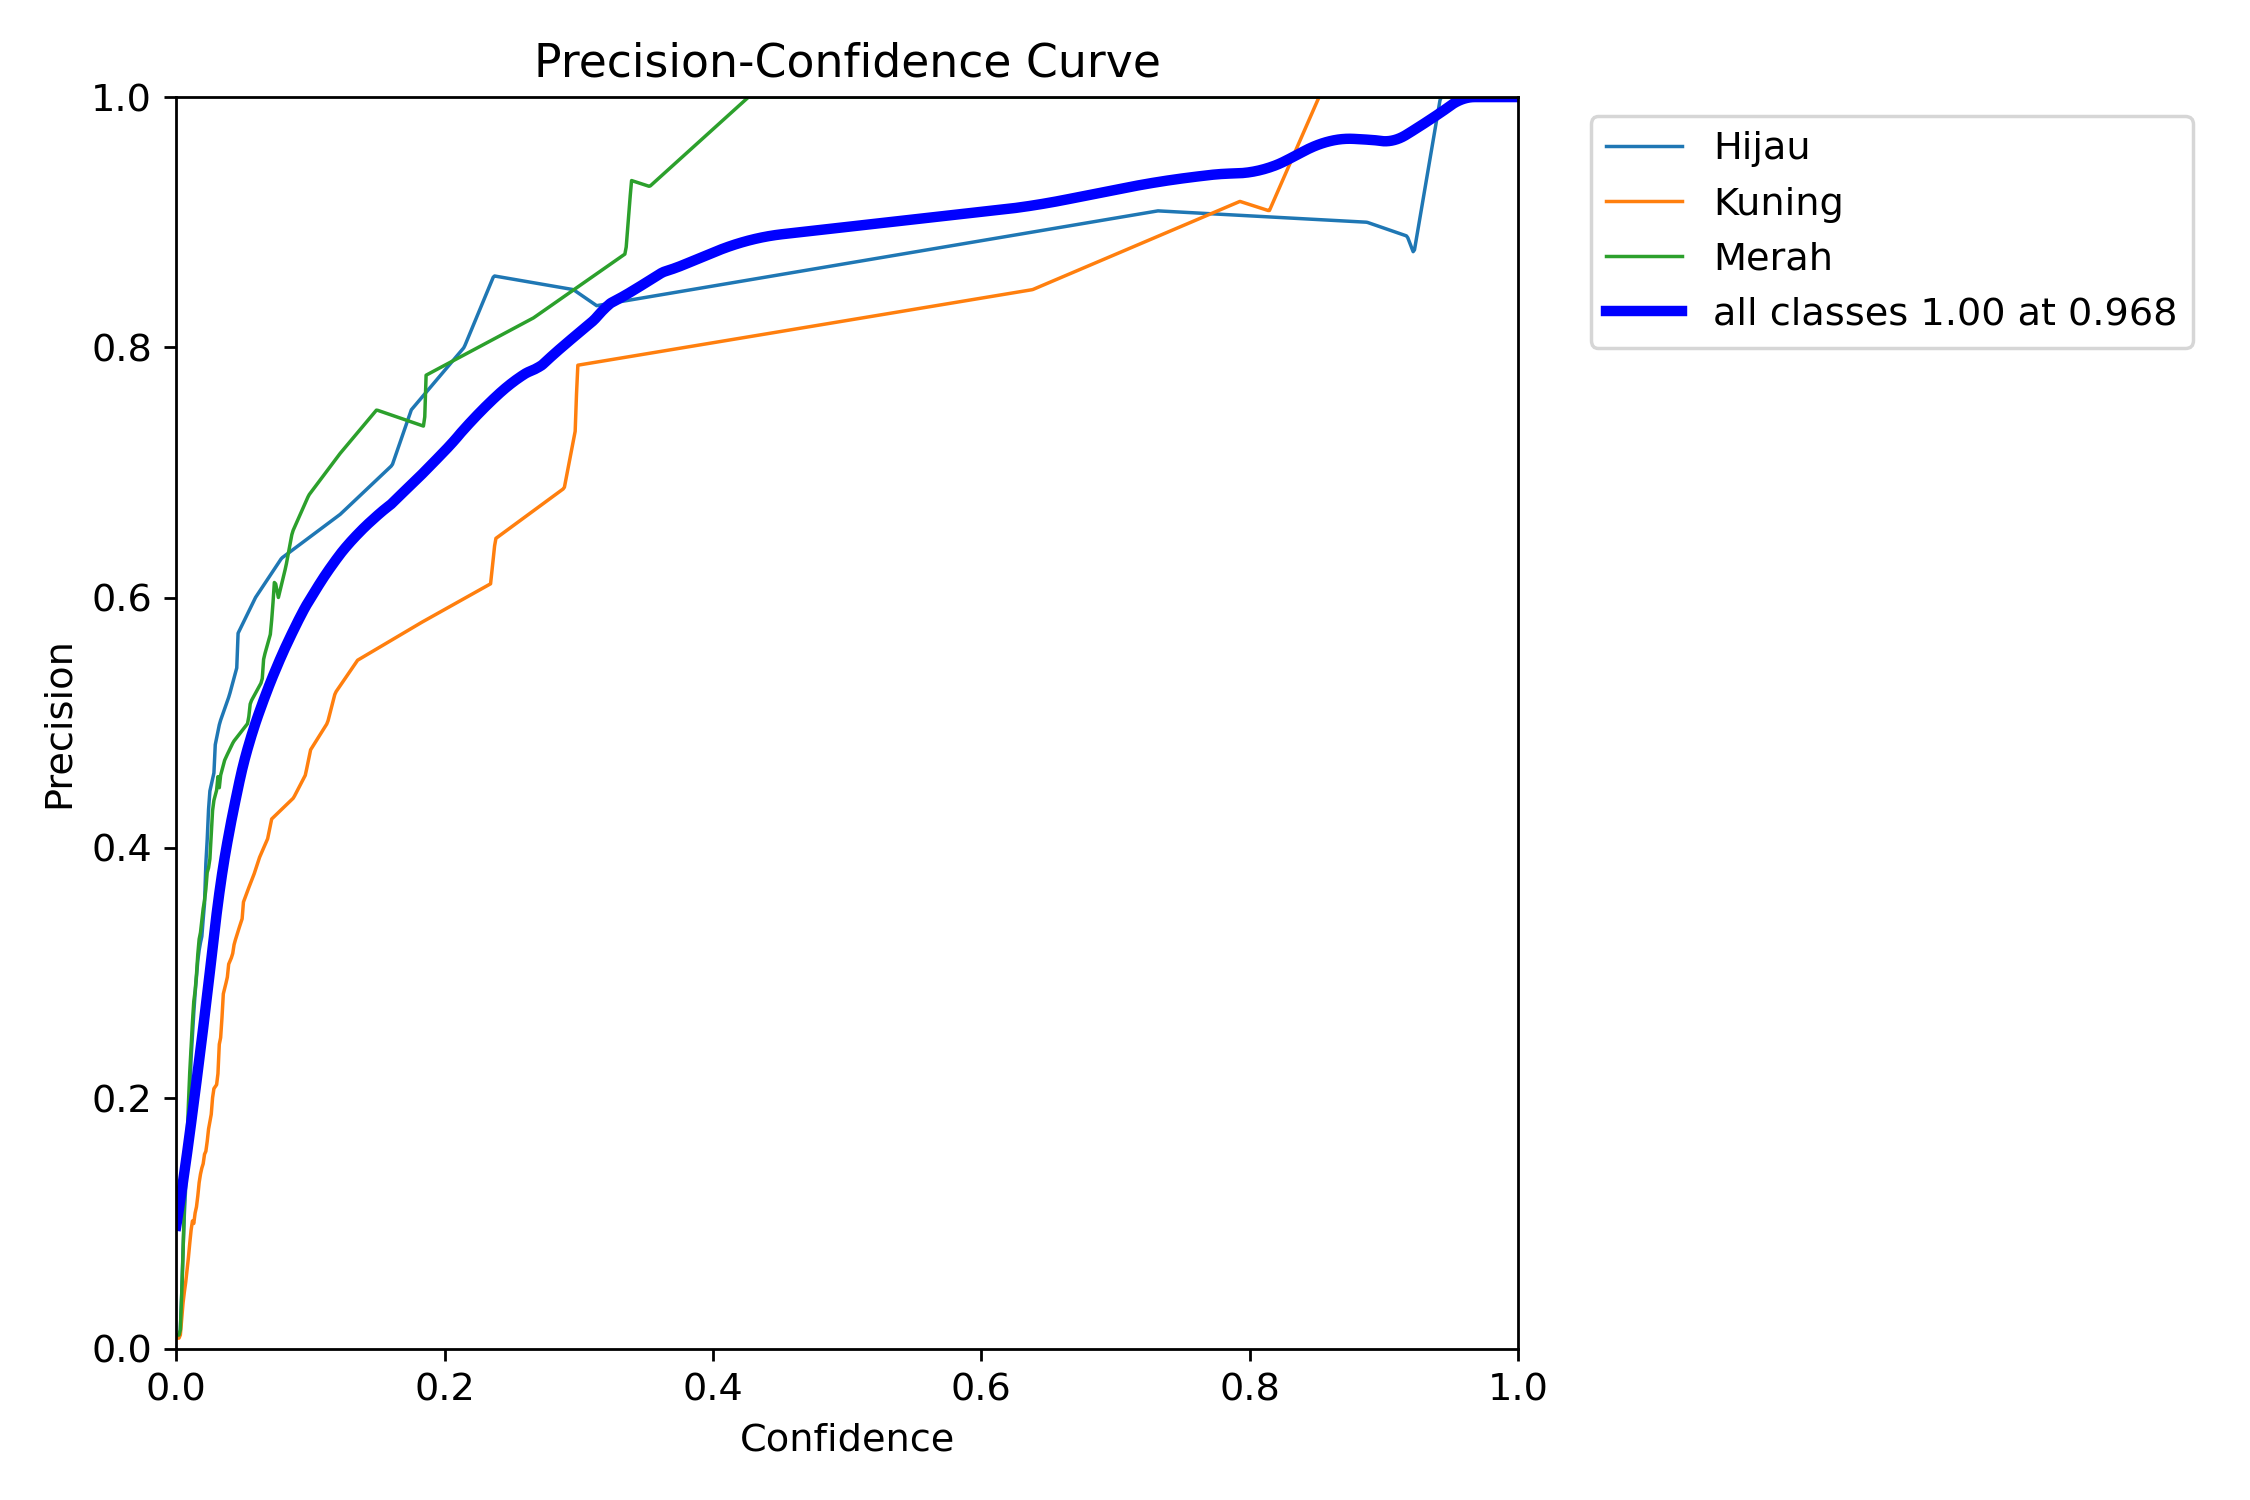 Precision-Confidence Curve
1.0
0.8
0.6
0.4
0.2
0.0
Precision
0.0 0.2 0.4 0.6 0.8 1.0
Confidence
Hijau
Kuning
Merah
all classes 1.00 at 0.968